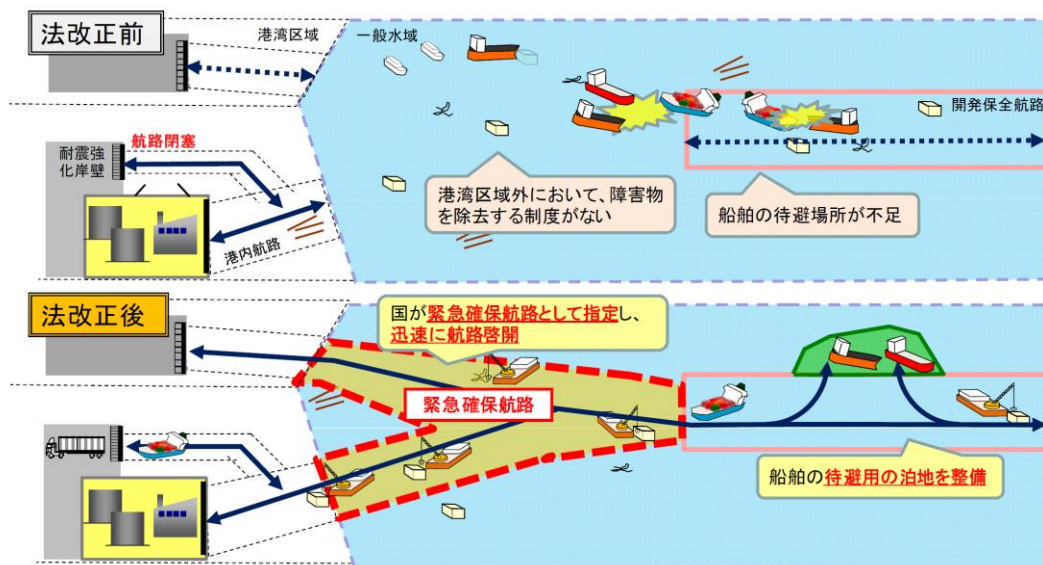 法改正前
港湾区域
一般水域
開発保全航路
航路閉塞
耐震強
化岸壁
港内航路
港湾区域外において、障害物
を除去する制度がない
船舶の待避場所が不足
法改正後
国が緊急確保航路として指定し、
迅速に航路啓開
緊急確保航路
船舶の待避用の泊地を整備